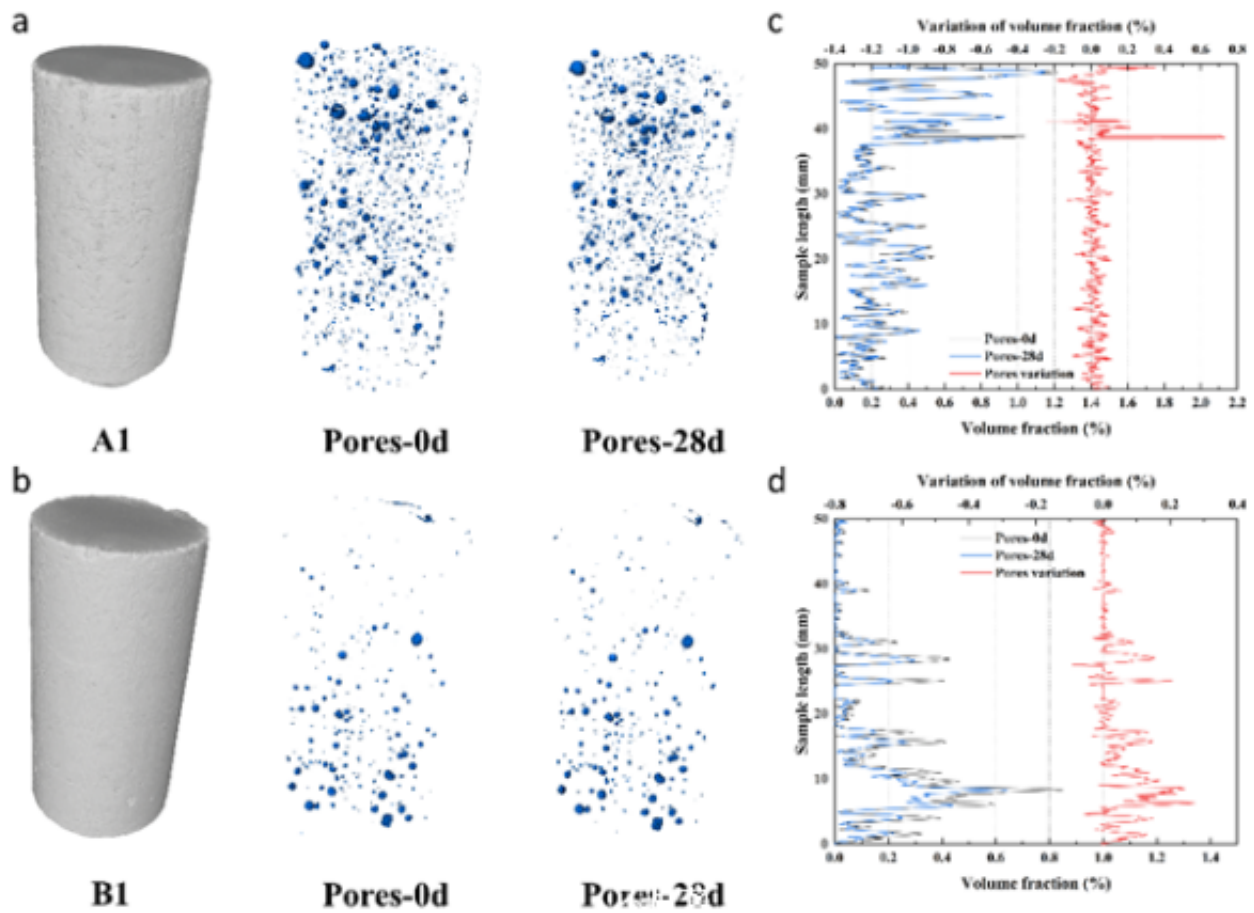 a
A1
Pores-0d
Pores-28d
c
Variation of volume fraction (%)
-1.4 -1.2 -1.0 -0.8 -0.6 -0.4 -0.2 0.0 0.2 0.4 0.6 0.8
50
40
30
20
10
0
Sample length (mm)
Pores-0d
Pores-28d
Pores variation
0.0 0.2 0.4 0.6 0.8 1.0 1.2 1.4 1.6 1.8 2.0 2.2
Volume fraction (%)
b
B1
Pores-0d
Pores-28d
d
Variation of volume fraction (%)
-0.8 -0.6 -0.4 -0.2 0.0 0.2 0.4
50
40
30
20
10
0
Sample length (mm)
Pores-0d
Pores-28d
Pores variation
0.0 0.2 0.4 0.6 0.8 1.0 1.2 1.4
Volume fraction (%)